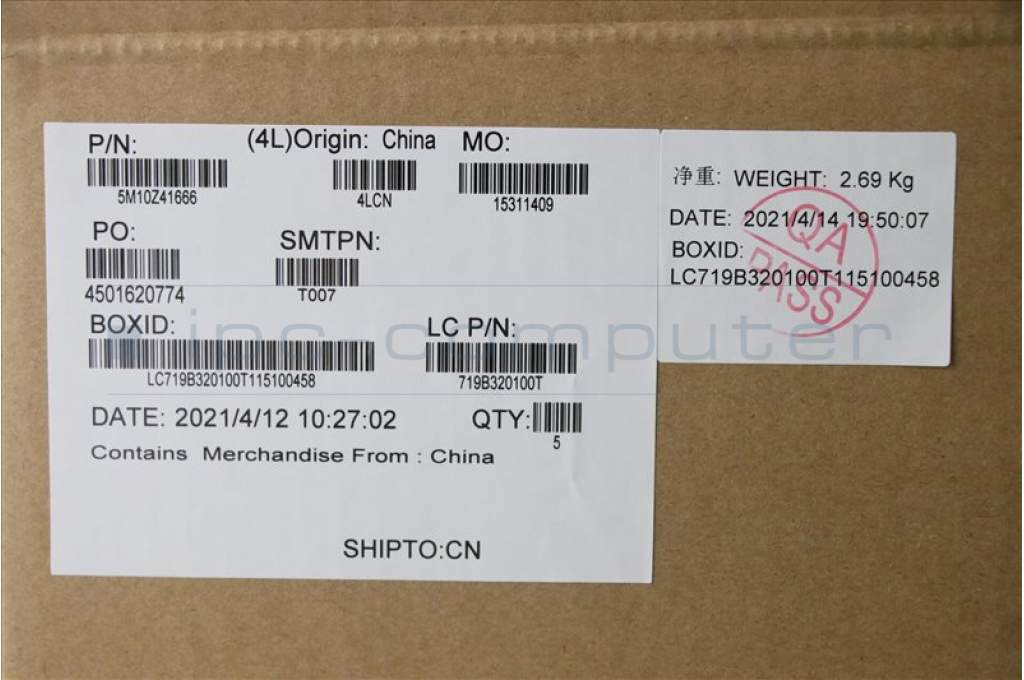 P/N:
5M10Z41666
(4L)Origin: China
4LCN
MO:
15311409
PO:
4501620774
SMTPN:
T007
BOXID:
LC719B320100T115100458
LC P/N:
719B320100T
DATE: 2021/4/12 10:27:02
QTY:
5
Contains Merchandise From : China
SHIPTO:CN
净重: WEIGHT: 2.69 Kg
DATE: 2021/4/14 19:50:07
BOXID:
LC719B320100T115100458
QA
PASS
ipc-computer